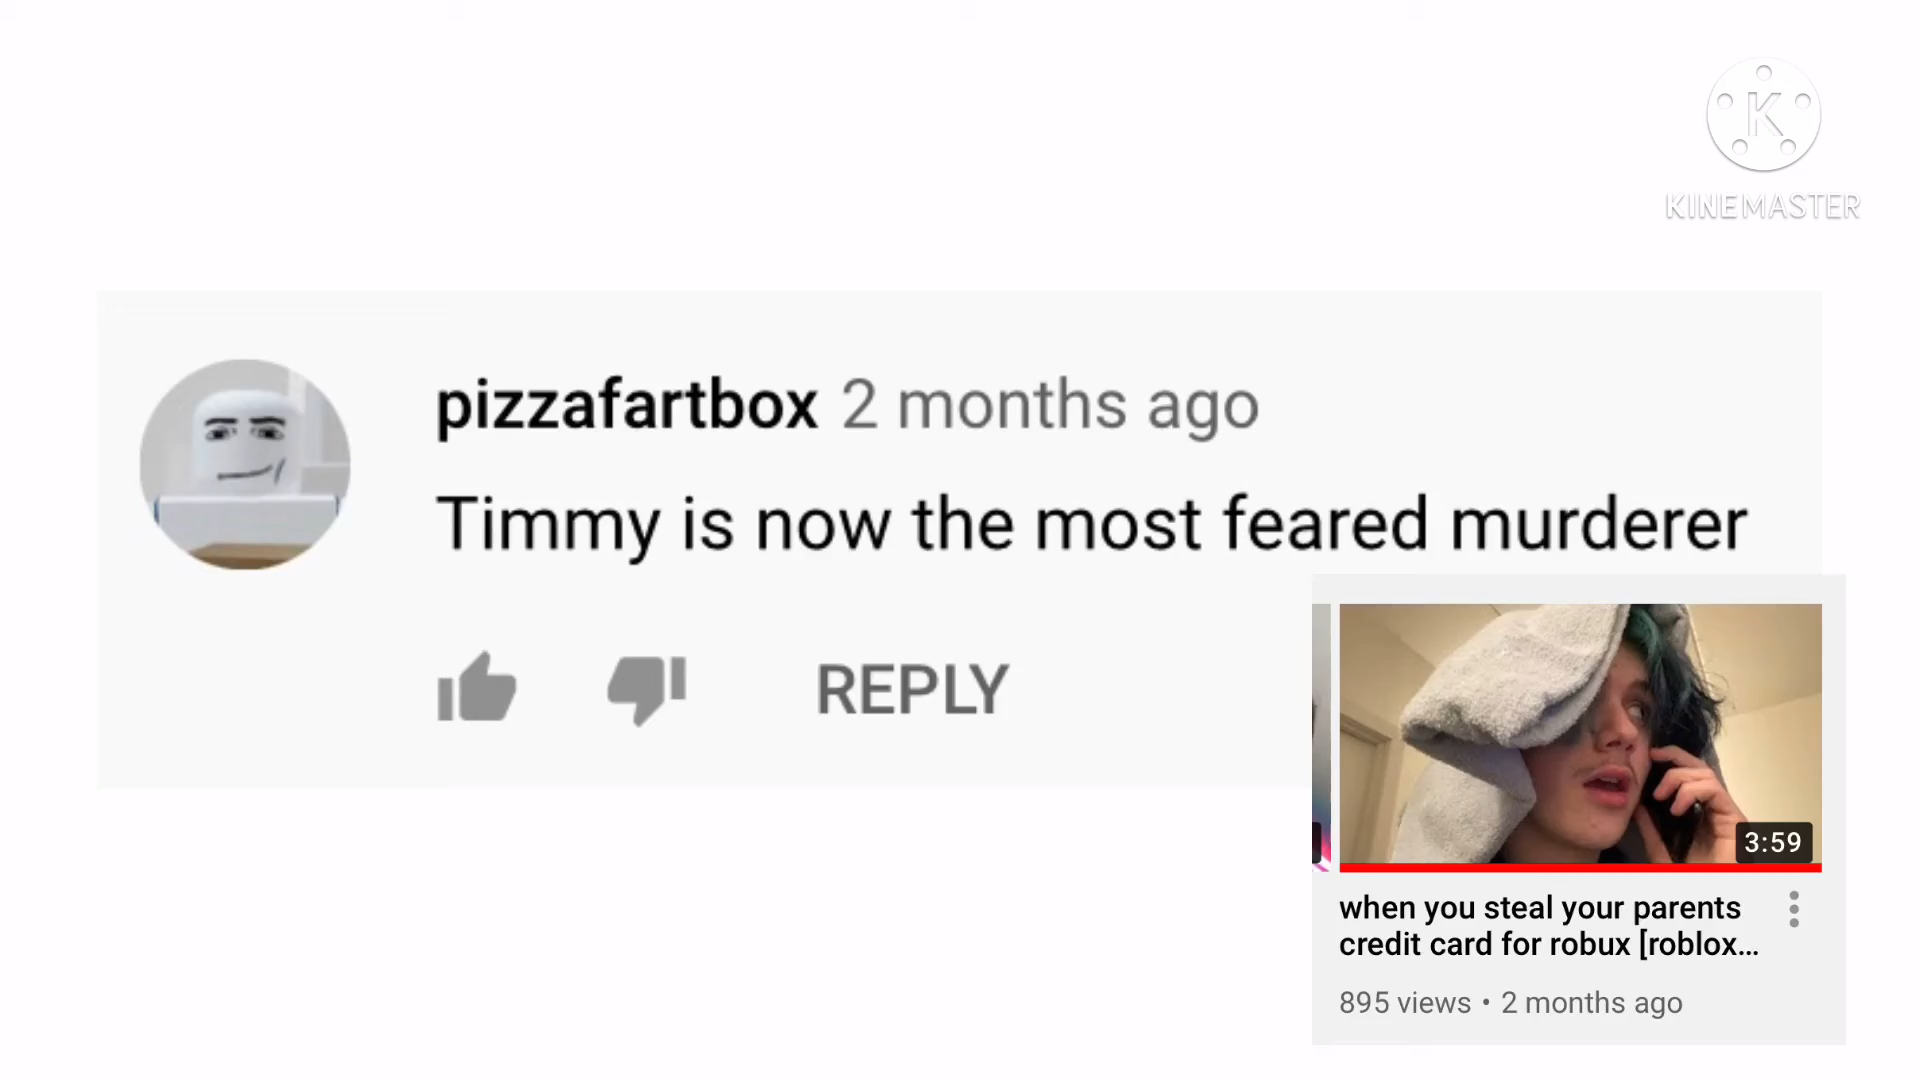 K
KINEMASTER
pizzafartbox 2 months ago
Timmy is now the most feared murderer
REPLY
3:59
when you steal your parents
credit card for robux [roblox...
895 views • 2 months ago